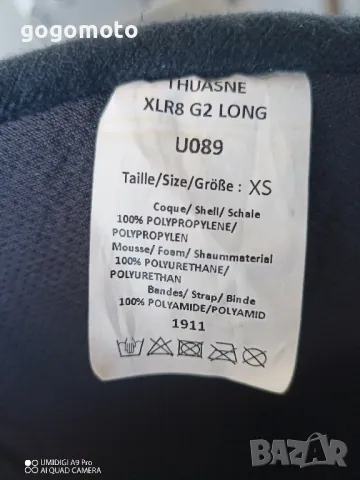 gogomoto
THUASNE
XLR8 G2 LONG
U089
Taille/Size/Größe : XS
Coque/ Shell/ Schale
100% POLYPROPYLENE/
POLYPROPYLEN
Mousse/ Foam/ Shaummaterial
100% POLYURETHANE/
POLYURETHAN
Bandes/ Strap/ Binde
100% POLYAMIDE/POLYAMID
1911
UMIDIGI A9 Pro
AI QUAD CAMERA
BAZAR